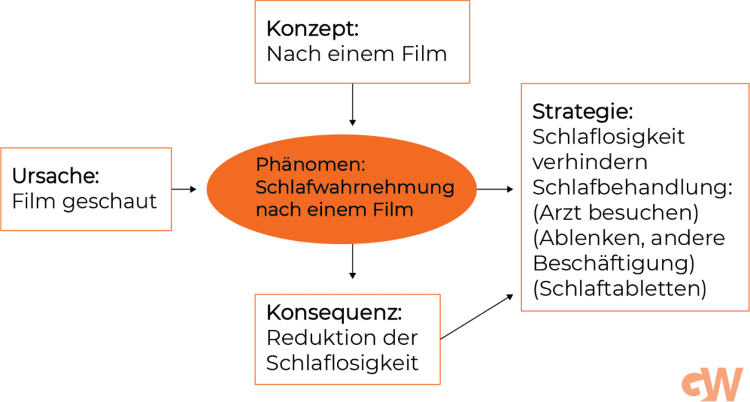 Konzept:
Nach einem Film
Ursache:
Film geschaut
Phänomen:
Schlafwahrnehmung
nach einem Film
Strategie:
Schlaflosigkeit
verhindern
Schlafbehandlung:
(Arzt besuchen)
(Ablenken, andere
Beschäftigung)
(Schlaftabletten)
Konsequenz:
Reduktion der
Schlaflosigkeit
GW